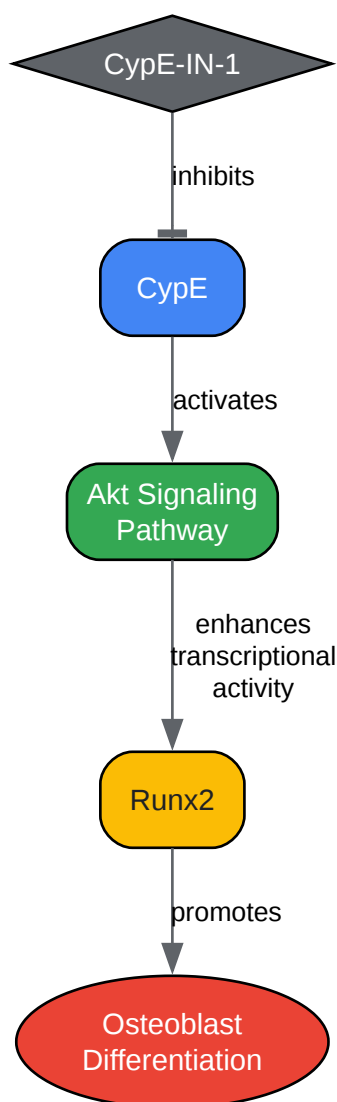 CypE-IN-1
inhibits
CypE
activates
Akt Signaling
Pathway
enhances
transcriptional
activity
Runx2
promotes
Osteoblast
Differentiation